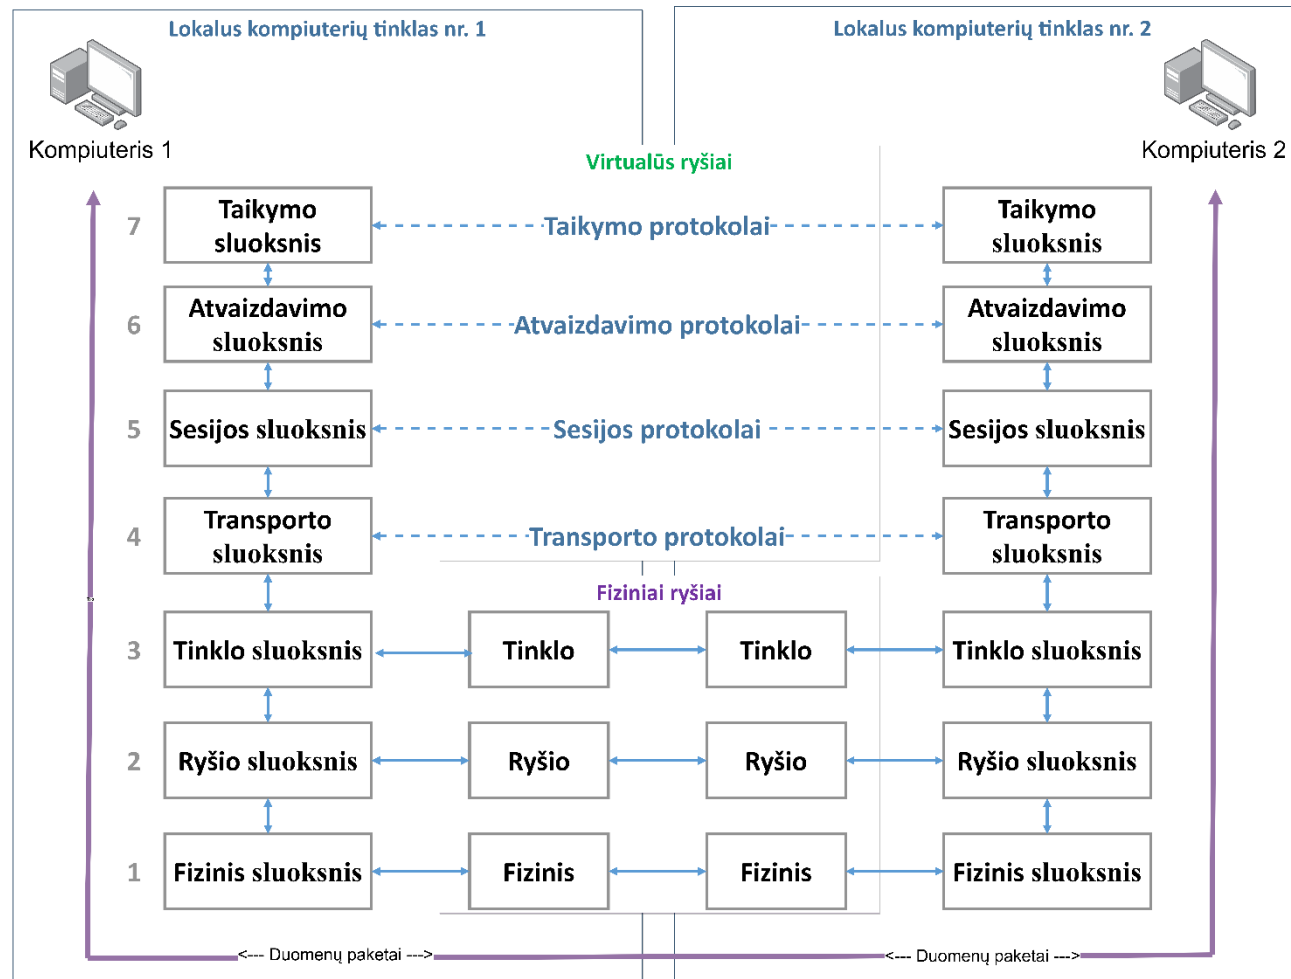 Lokalus kompiuterių tinklas nr. 1
Lokalus kompiuterių tinklas nr. 2
Kompiuteris 1
Kompiuteris 2
Virtualūs ryšiai
7
Taikymo
sluoksnis
Taikymo protokolai
Taikymo
sluoksnis
6
Atvaizdavimo
sluoksnis
Atvaizdavimo protokolai
Atvaizdavimo
sluoksnis
5
Sesijos sluoksnis
Sesijos protokolai
Sesijos sluoksnis
4
Transporto
sluoksnis
Transporto protokolai
Transporto
sluoksnis
Fiziniai ryšiai
3
Tinklo sluoksnis
Tinklo
Tinklo
Tinklo sluoksnis
2
Ryšio sluoksnis
Ryšio
Ryšio
Ryšio sluoksnis
1
Fizinis sluoksnis
Fizinis
Fizinis
Fizinis sluoksnis
<--- Duomenų paketai --->
<--- Duomenų paketai --->